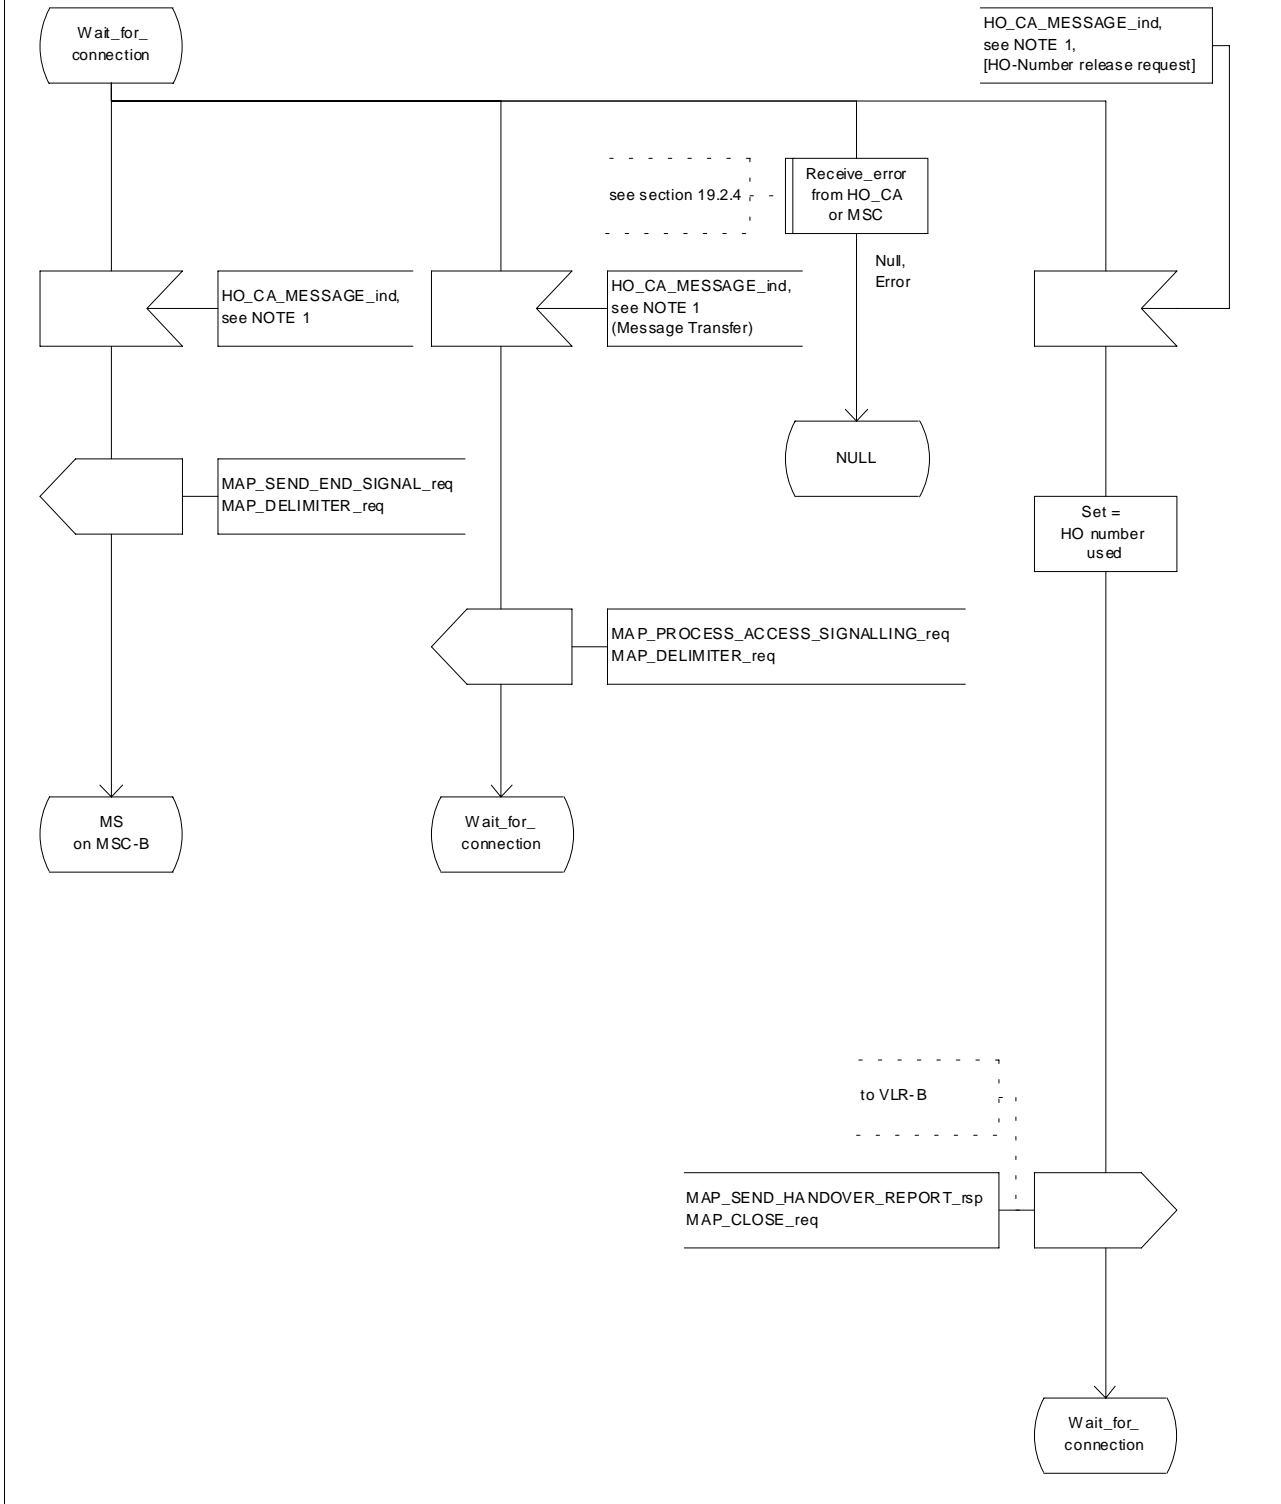 Wait_for_
connection
HO_CA_MESSAGE_ind,
see NOTE 1,
[HO-Number release request]
see section 19.2.4
Receive_error
from HO_CA
or MSC
Null,
Error
HO_CA_MESSAGE_ind,
see NOTE 1
HO_CA_MESSAGE_ind,
see NOTE 1
(Message Transfer)
NULL
MAP_SEND_END_SIGNAL_req
MAP_DELIMITER_req
Set =
HO number
used
MAP_PROCESS_ACCESS_SIGNALLING_req
MAP_DELIMITER_req
MS
on MSC-B
Wait_for_
connection
to VLR-B
MAP_SEND_HANDOVER_REPORT_rsp
MAP_CLOSE_req
Wait_for_
connection